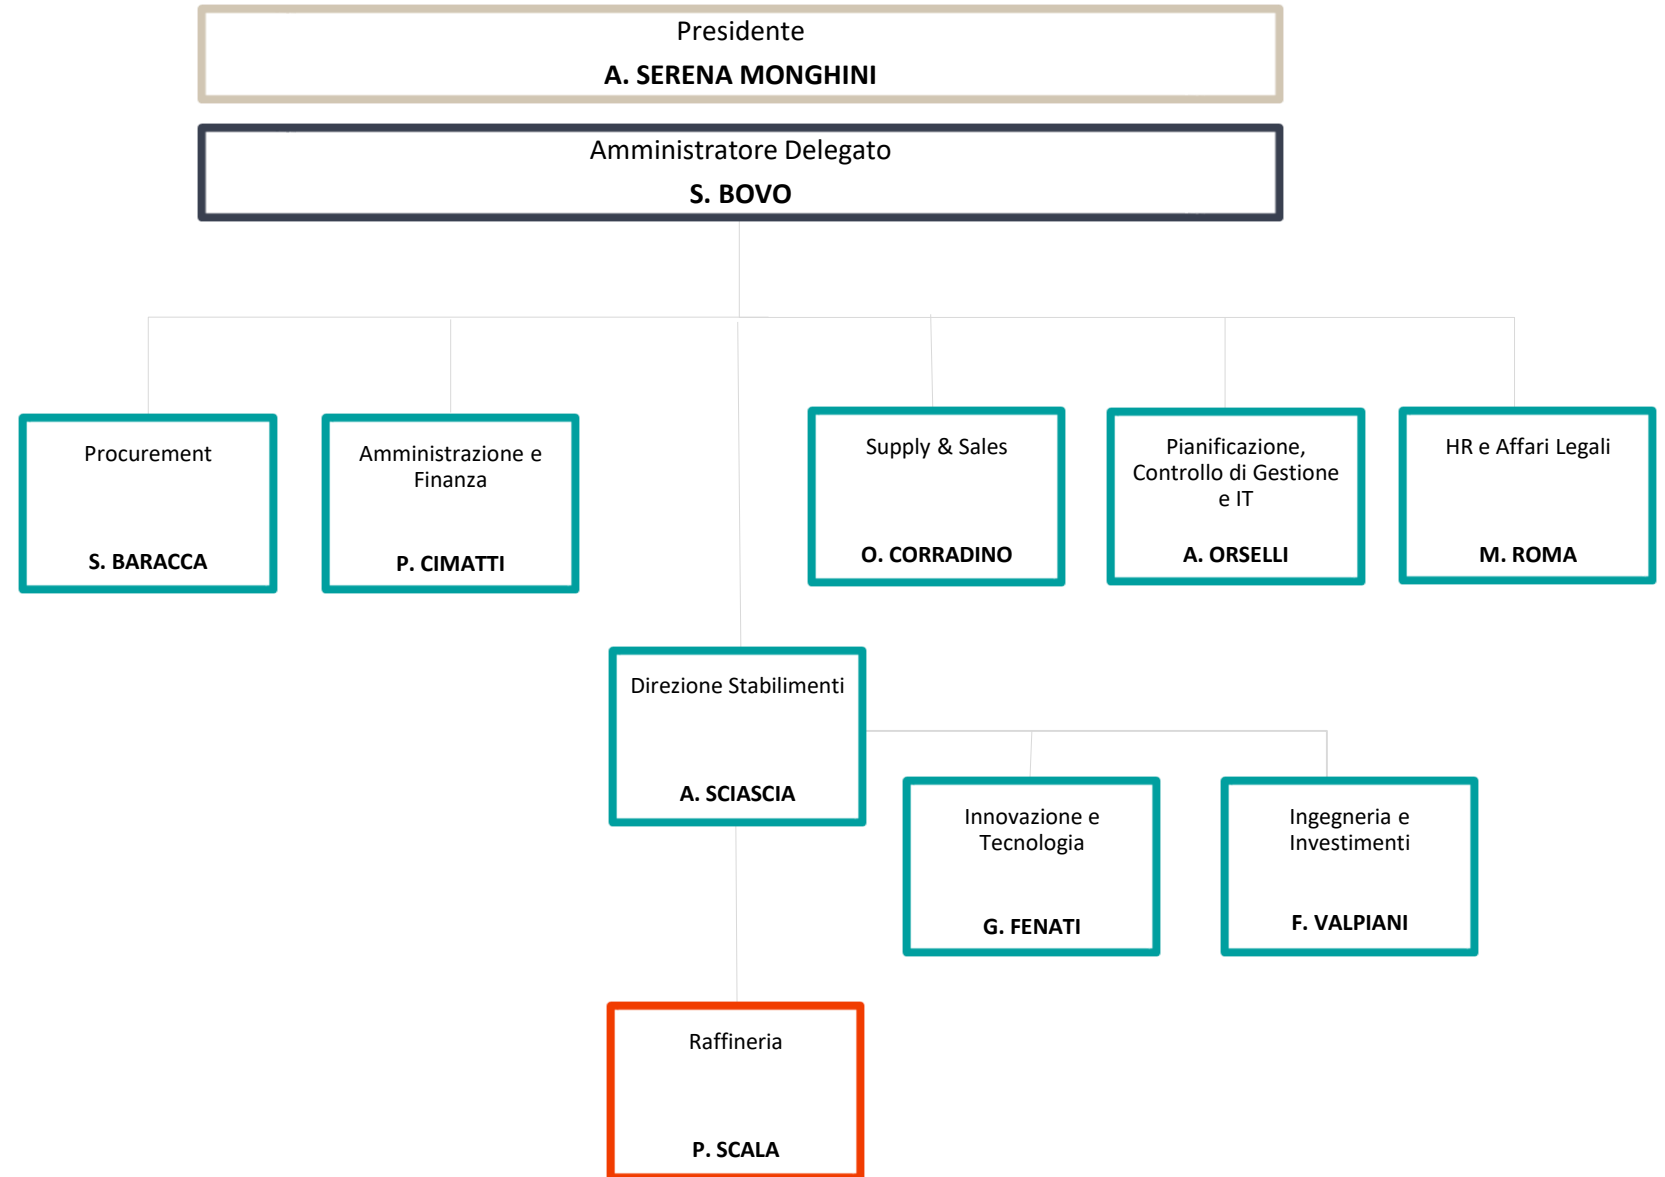 Presidente
A. SERENA MONGHINI
Amministratore Delegato
S. BOVO
Procurement
S. BARACCA
Amministrazione e
Finanza
P. CIMATTI
Supply & Sales
O. CORRADINO
Pianificazione,
Controllo di Gestione
e IT
A. ORSELLI
HR e Affari Legali
M. ROMA
Direzione Stabilimenti
A. SCIASCIA
Innovazione e
Tecnologia
G. FENATI
Ingegneria e
Investimenti
F. VALPIANI
Raffineria
P. SCALA